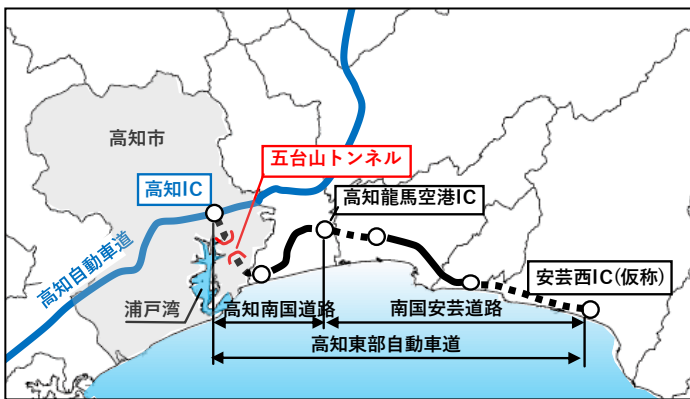 高知市
五台山トンネル
高知IC
高知龍馬空港IC
高知自動車道
安芸西IC(仮称)
浦戸湾
高知南国道路
南国安芸道路
高知東部自動車道